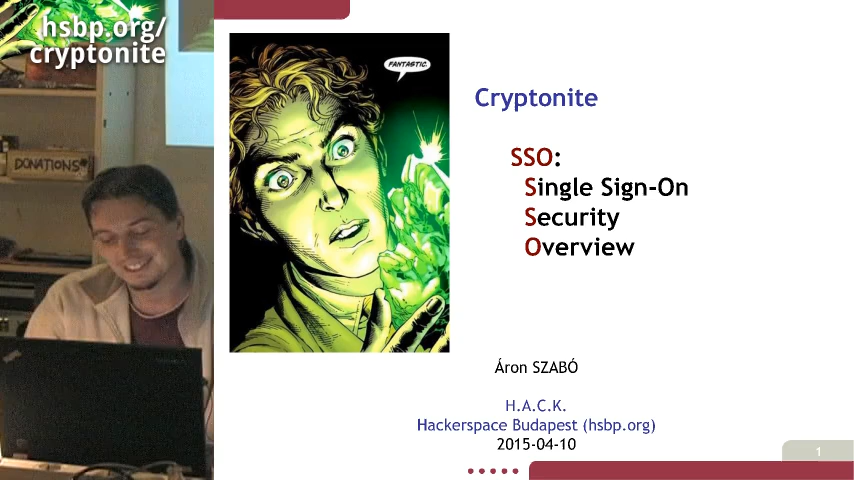 hsbp.org/
cryptonite
DONATIONS
FANTASTIC.
Cryptonite
SSO:
Single Sign-On
Security
Overview
Áron SZABÓ
H.A.C.K.
Hackerspace Budapest (hsbp.org)
2015-04-10
1